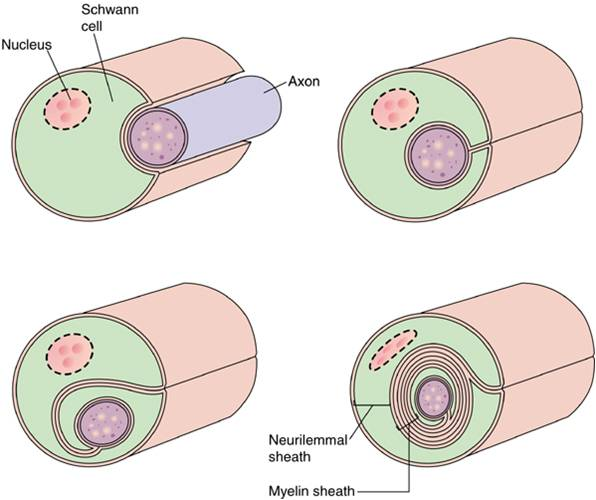 Schwann
cell
Nucleus
Axon
Neurilemmal
sheath
Myelin sheath